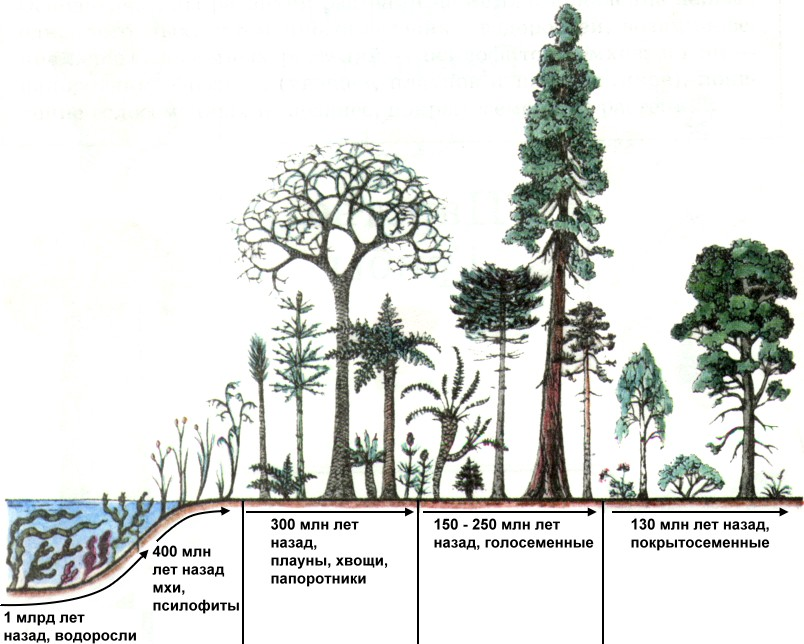 1 млрд лет
назад, водоросли
400 млн
лет назад
мхи,
псилофиты
300 млн лет
назад,
плауны, хвощи,
папоротники
150 - 250 млн лет
назад, голосеменные
130 млн лет назад,
покрытосеменные